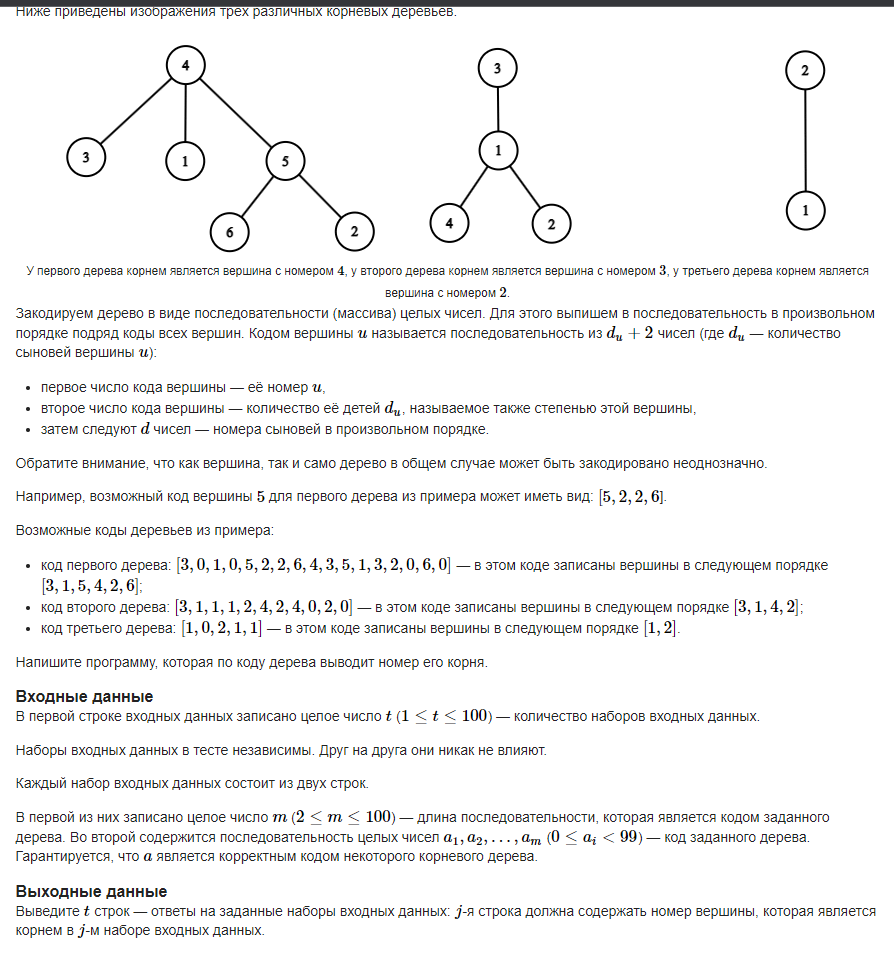 Ниже приведены изображения трех различных корневых деревьев.
4
3
2
3
1
5
1
6
2
4
2
1
У первого дерева корнем является вершина с номером 4, у второго дерева корнем является вершина с номером 3, у третьего дерева корнем является
вершина с номером 2.
Закодируем дерево в виде последовательности (массива) целых чисел. Для этого выпишем в последовательность в произвольном
порядке подряд коды всех вершин. Кодом вершины u называется последовательность из d_u + 2 чисел (где d_u — количество
сыновей вершины u):
• первое число кода вершины — её номер u,
• второе число кода вершины — количество её детей d_u, называемое также степенью этой вершины,
• затем следуют d чисел — номера сыновей в произвольном порядке.
Обратите внимание, что как вершина, так и само дерево в общем случае может быть закодировано неоднозначно.
Например, возможный код вершины 5 для первого дерева из примера может иметь вид: [5, 2, 2, 6].
Возможные коды деревьев из примера:
• код первого дерева: [3, 0, 1, 0, 5, 2, 2, 6, 4, 3, 5, 1, 3, 2, 0, 6, 0] — в этом коде записаны вершины в следующем порядке
[3, 1, 5, 4, 2, 6];
• код второго дерева: [3, 1, 1, 1, 2, 4, 2, 4, 0, 2, 0] — в этом коде записаны вершины в следующем порядке [3, 1, 4, 2];
• код третьего дерева: [1, 0, 2, 1, 1] — в этом коде записаны вершины в следующем порядке [1, 2].
Напишите программу, которая по коду дерева выводит номер его корня.
Входные данные
В первой строке входных данных записано целое число t (1 ≤ t ≤ 100) — количество наборов входных данных.
Наборы входных данных в тесте независимы. Друг на друга они никак не влияют.
Каждый набор входных данных состоит из двух строк.
В первой из них записано целое число m (2 ≤ m ≤ 100) — длина последовательности, которая является кодом заданного
дерева. Во второй содержится последовательность целых чисел a₁, a₂, . . . , aₘ (0 ≤ aᵢ < 99) — код заданного дерева.
Гарантируется, что a является корректным кодом некоторого корневого дерева.
Выходные данные
Выведите t строк — ответы на заданные наборы входных данных: j-я строка должна содержать номер вершины, которая является
корнем в j-м наборе входных данных.